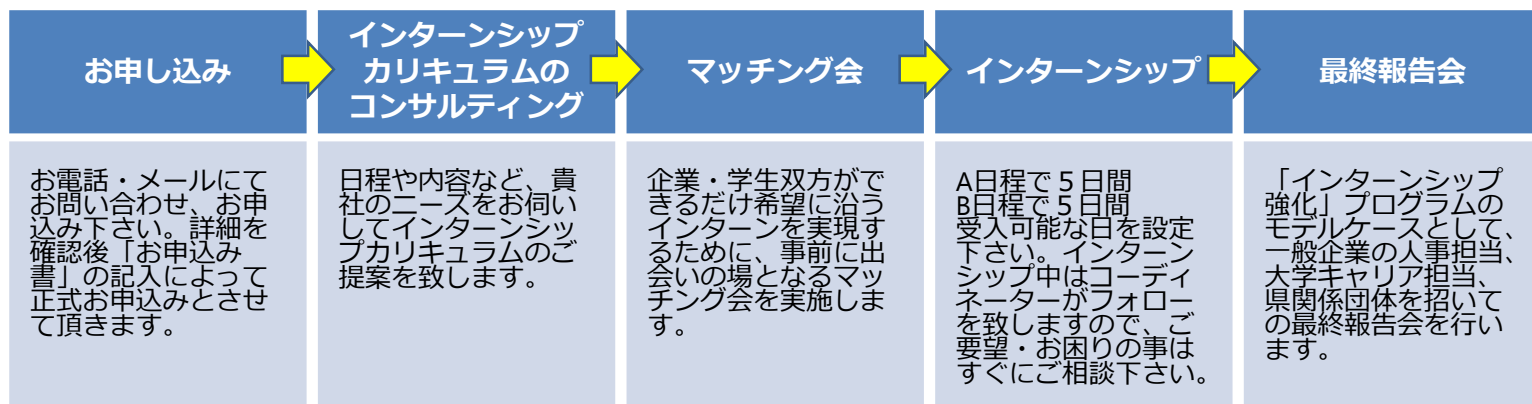 お申し込み
インターンシップ
カリキュラムの
コンサルティング
マッチング会
インターンシップ
最終報告会
お電話・メールにて
お問い合わせ、お申
込み下さい。詳細を
確認後「お申込み
書」の記入によって
正式お申込みとさせ
て頂きます。
日程や内容など、貴
社のニーズをお伺い
してインターンシッ
プカリキュラムのご
提案を致します。
企業・学生双方がで
きるだけ希望に沿う
インターンを実現す
るために、事前に出
会いの場となるマッ
チング会を実施しま
す。
A日程で５日間
B日程で５日間
受入可能な日を設定
下さい。インターン
シップ中はコーディ
ネーターがフォロー
を致しますので、ご
要望・お困りの事は
すぐにご相談下さい。
「インターンシップ
強化」プログラムの
モデルケースとして、
一般企業の人事担当、
大学キャリア担当、
県関係団体を招いて
の最終報告会を行い
ます。